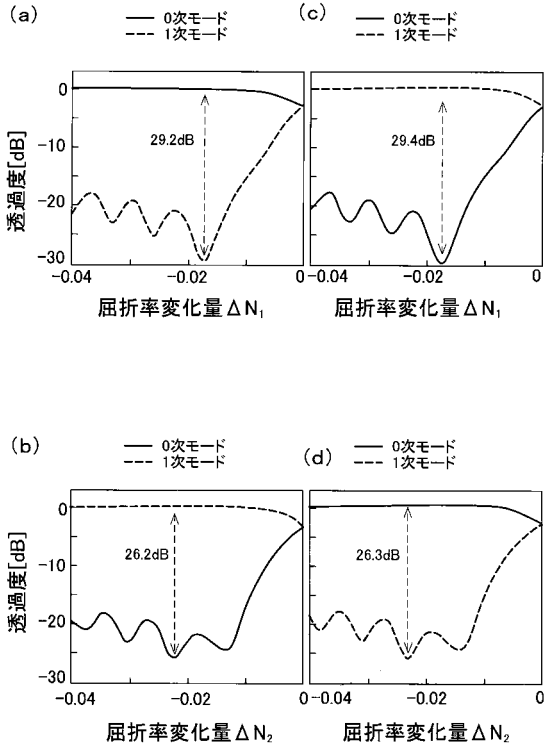 (a)
0次モード
1次モード
透過度[dB]
0
-10
-20
-30
29.2dB
-0.04
-0.02
0
屈折率変化量ΔN₁
(c)
0次モード
1次モード
29.4dB
-0.04
-0.02
0
屈折率変化量ΔN₁
(b)
0次モード
1次モード
透過度[dB]
0
-10
-20
-30
26.2dB
-0.04
-0.02
0
屈折率変化量ΔN₂
(d)
0次モード
1次モード
26.3dB
-0.04
-0.02
0
屈折率変化量ΔN₂